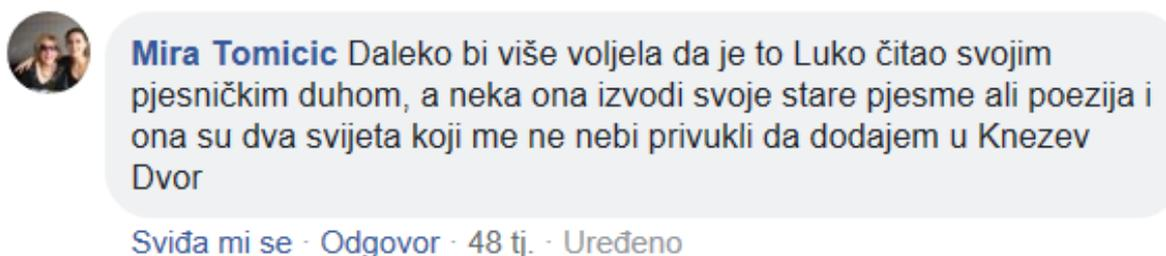 Mira Tomicic Daleko bi više voljela da je to Luko čitao svojim
pjesničkim duhom, a neka ona izvodi svoje stare pjesme ali poezija i
ona su dva svijeta koji me ne nebi privukli da dodajem u Knezev
Dvor
Sviđa mi se · Odgovor · 48 tj. · Uređeno